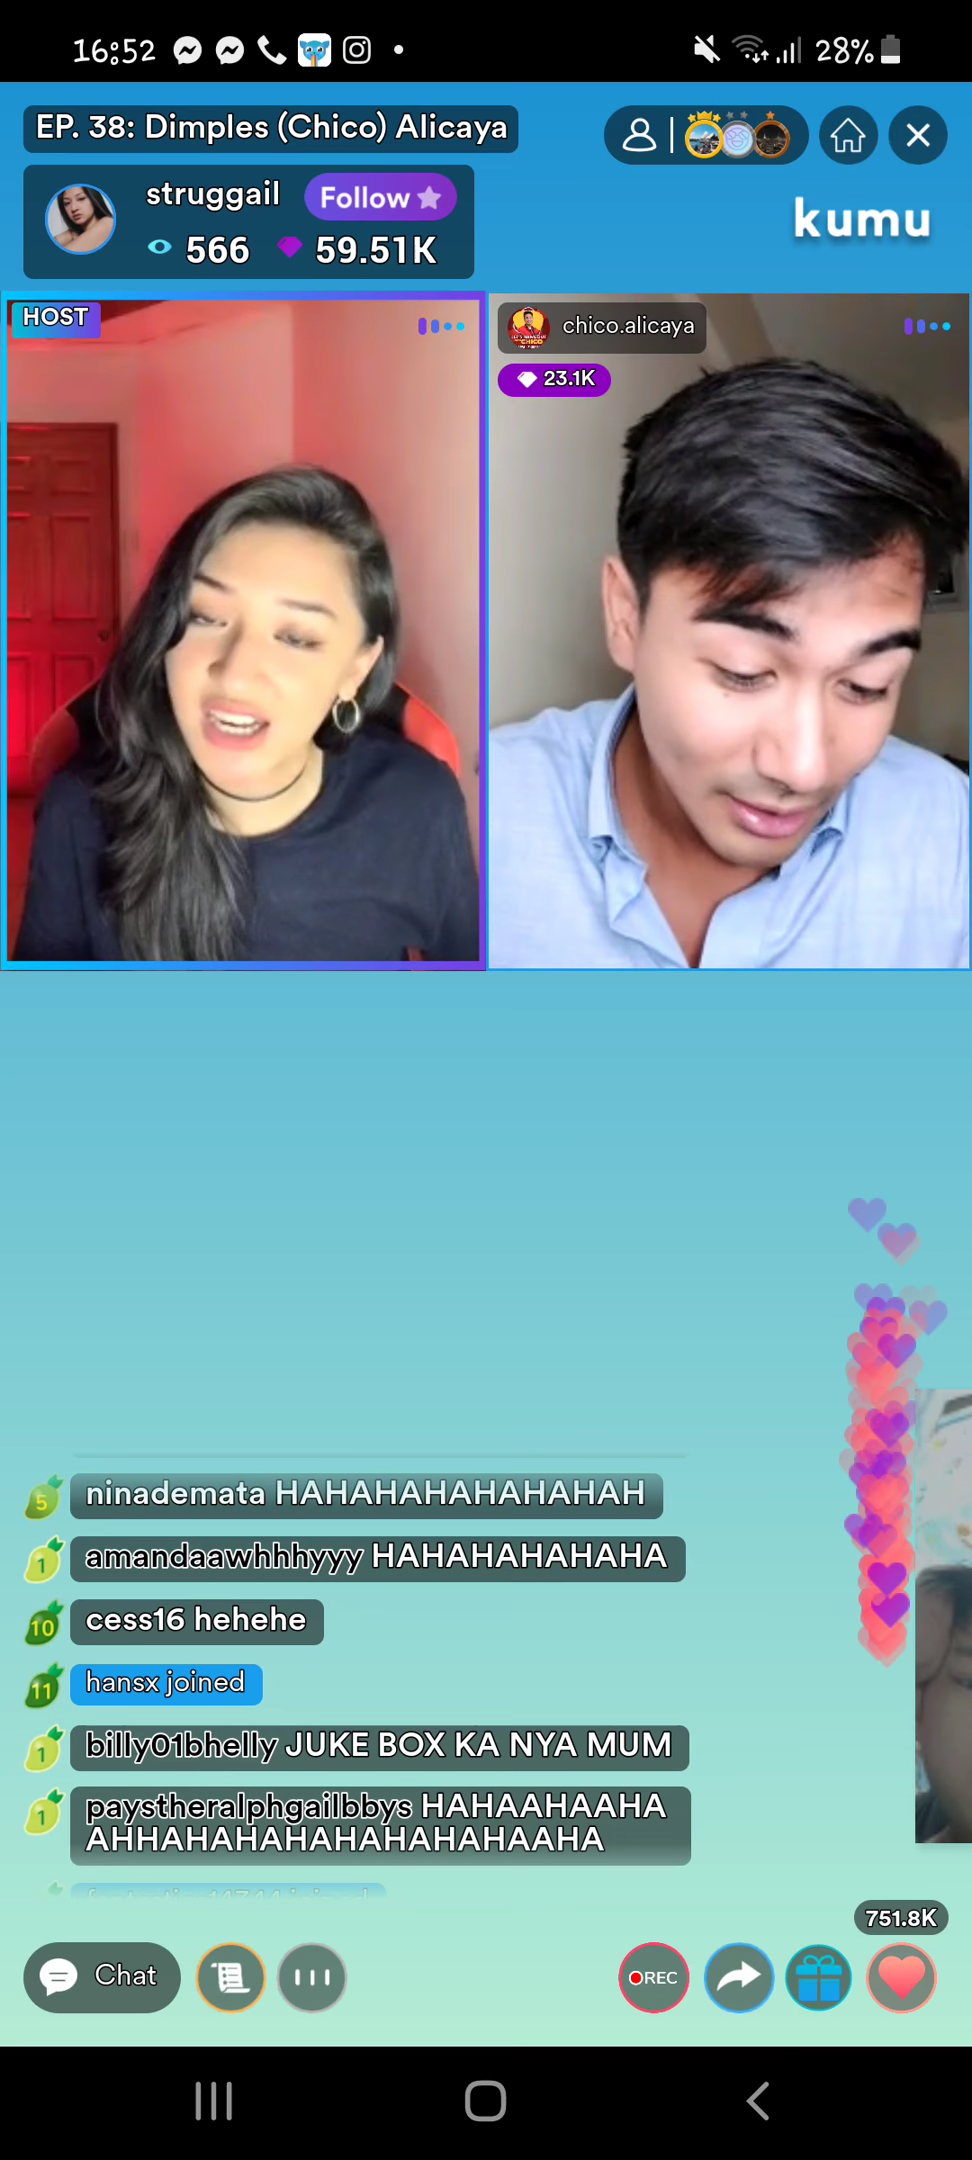 16:52
28%
EP. 38: Dimples (Chico) Alicaya
struggail
Follow
566
59.51K
kumu
HOST
chico.alicaya
23.1K
5 ninademata HAHAHAHAHAHAHAH
1 amandaawhhhyyy HAHAHAHAHAHA
10 cess16 hehehe
11 hansx joined
1 billy01bhelly JUKE BOX KA NYA MUM
1 paystheralphgailbbys HAHAAHAAHA
AHHAHAHAHAHAHAHAHAAHA
751.8K
Chat
REC